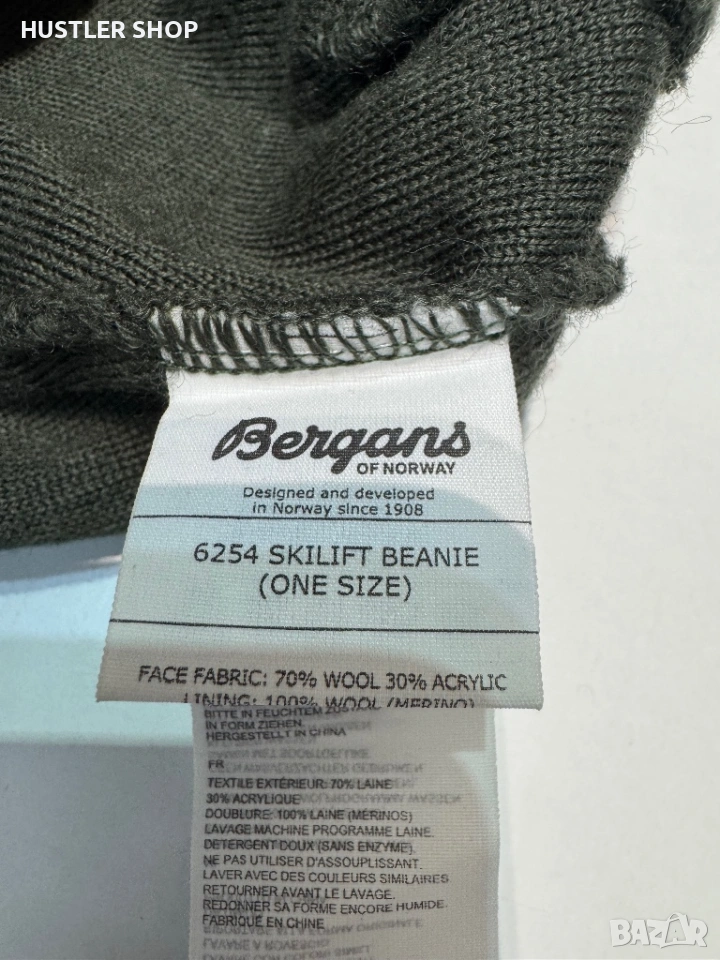 HUSTLER SHOP
Bergans
OF NORWAY
Designed and developed
in Norway since 1908
6254 SKILIFT BEANIE
(ONE SIZE)
FACE FABRIC: 70% WOOL 30% ACRYLIC
LINING: 100% WOOL (MERINO)
BITTE IN FEUCHTEM
IN FORM ZIEHEN.
HERGESTELLT IN CHINA
FR
TEXTILE EXTÉRIEUR: 70% LAINE
30% ACRYLIQUE
DOUBLURE: 100% LAINE (MÉRINOS)
LAVAGE MACHINE PROGRAMME LAINE.
DETERGENT DOUX (SANS ENZYME).
NE PAS UTILISER D'ASSOUPLISSANT.
LAVER AVEC DES COULEURS SIMILAIRES
RETOURNER AVANT LE LAVAGE.
REDONNER SA FORME ENCORE HUMIDE.
FABRIQUÉ EN CHINE
BAZAR